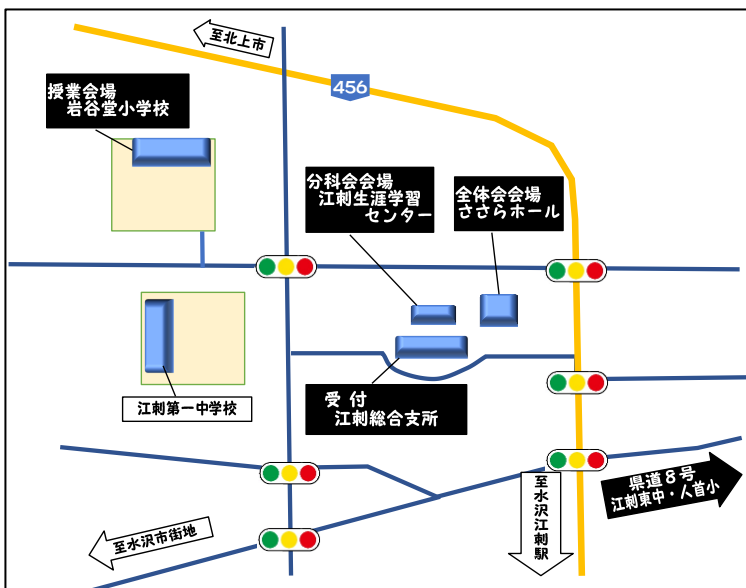 至北上市
456
授業会場
岩谷堂小学校
分科会会場
江刺生涯学習
センター
全体会会場
ささらホール
江刺第一中学校
受付
江刺総合支所
至水沢江刺駅
県道8号
江刺東中・人首小
至水沢市街地